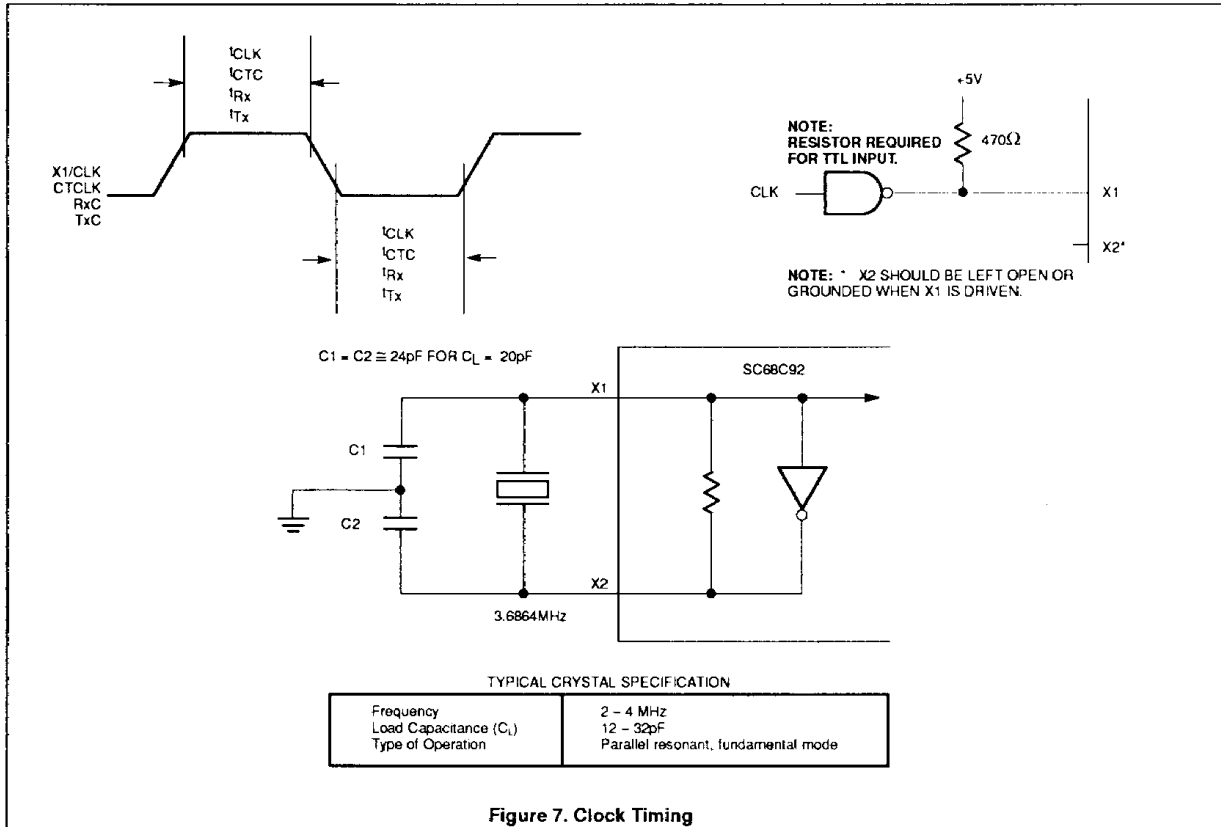 tCLK
tCTC
tRx
tTx
X1/CLK
CTCLK
RxC
TxC
tCLK
tCTC
tRx
tTx
+5V
NOTE:
RESISTOR REQUIRED
FOR TTL INPUT.
470Ω
CLK
X1
X2*
NOTE: * X2 SHOULD BE LEFT OPEN OR
GROUNDED WHEN X1 IS DRIVEN.
C1 = C2 ≅ 24pF FOR CL = 20pF
SC68C92
X1
C1
C2
X2
3.6864MHz
TYPICAL CRYSTAL SPECIFICATION
Frequency 2 – 4 MHz
Load Capacitance (CL) 12 – 32pF
Type of Operation Parallel resonant, fundamental mode
Figure 7. Clock Timing